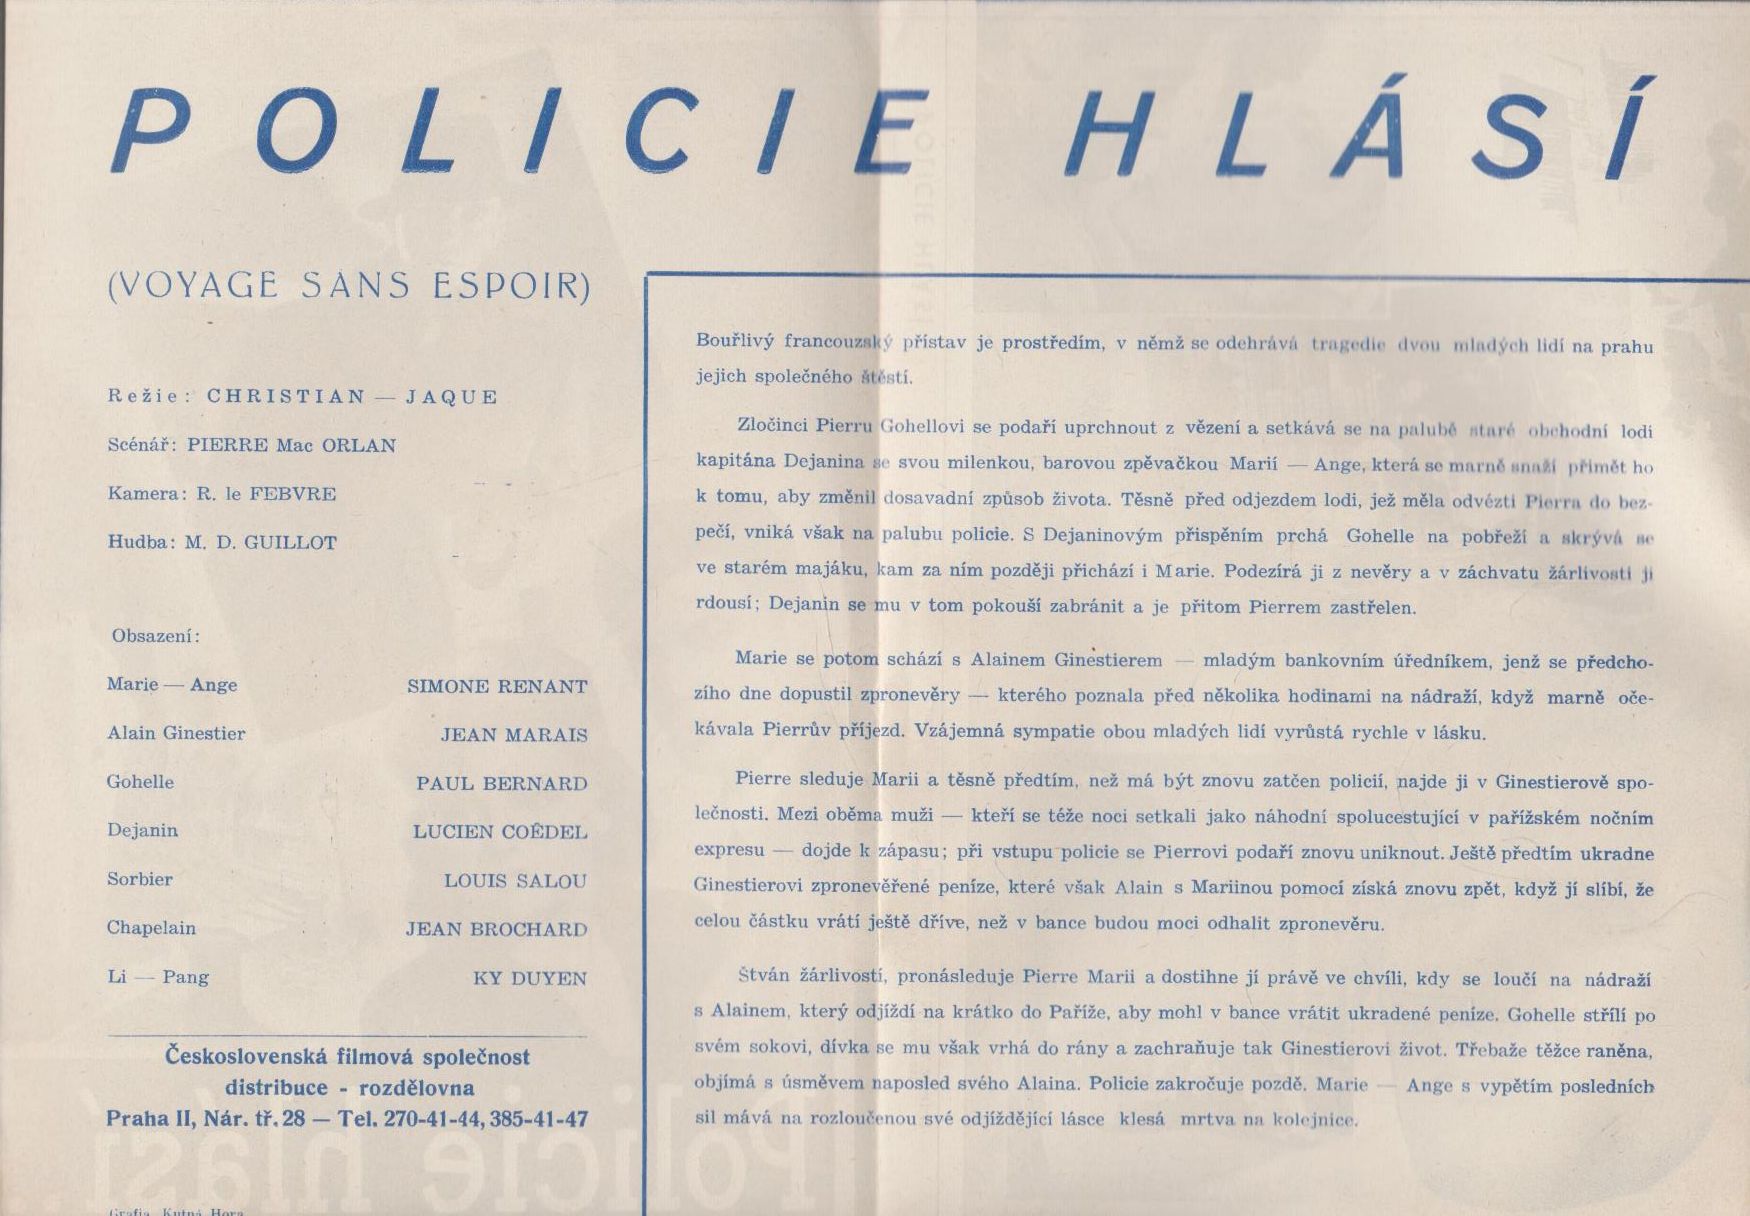 POLICIE HLÁSÍ
(VOYAGE SANS ESPOIR)
Režie: CHRISTIAN — JAQUE
Scénář: PIERRE Mac ORLAN
Kamera: R. le FEBVRE
Hudba: M. D. GUILLOT
Obsazení:
Marie — Ange SIMONE RENANT
Alain Ginestier JEAN MARAIS
Gohelle PAUL BERNARD
Dejanin LUCIEN COÊDEL
Sorbier LOUIS SALOU
Chapelain JEAN BROCHARD
Li — Pang KY DUYEN
Československá filmová společnost
distribuce - rozdělovna
Praha II, Nár. tř. 28 — Tel. 270-41-44, 385-41-47
Grafia, Kutná Hora
Bouřlivý francouzský přístav je prostředím, v němž se odehrává tragedie dvou mladých lidí na prahu
jejich společného štěstí.
Zločinci Pierru Gohellovi se podaří uprchnout z vězení a setkává se na palubě staré obchodní lodi
kapitána Dejanina se svou milenkou, barovou zpěvačkou Marií — Ange, která se marně snaží přimět ho
k tomu, aby změnil dosavadní způsob života. Těsně před odjezdem lodi, jež měla odvézti Pierra do bez-
pečí, vniká však na palubu policie. S Dejaninovým přispěním prchá Gohelle na pobřeží a skrývá se
ve starém majáku, kam za ním později přichází i Marie. Podezírá ji z nevěry a v záchvatu žárlivosti ji
rdousí; Dejanin se mu v tom pokouší zabránit a je přitom Pierrem zastřelen.
Marie se potom schází s Alainem Ginestierem — mladým bankovním úředníkem, jenž se předcho-
zího dne dopustil zpronevěry — kterého poznala před několika hodinami na nádraží, když marně oče-
kávala Pierrův příjezd. Vzájemná sympatie obou mladých lidí vyrůstá rychle v lásku.
Pierre sleduje Marii a těsně předtím, než má být znovu zatčen policií, najde ji v Ginestierově spo-
lečnosti. Mezi oběma muži — kteří se téže noci setkali jako náhodní spolucestující v pařížském nočním
expresu — dojde k zápasu; při vstupu policie se Pierrovi podaří znovu uniknout. Ještě předtím ukradne
Ginestierovi zpronevěřené peníze, které však Alain s Mariinou pomocí získá znovu zpět, když jí slíbí, že
celou částku vrátí ještě dříve, než v bance budou moci odhalit zpronevěru.
Štván žárlivostí, pronásleduje Pierre Marii a dostihne jí právě ve chvíli, kdy se loučí na nádraží
s Alainem, který odjíždí na krátko do Paříže, aby mohl v bance vrátit ukradené peníze. Gohelle střílí po
svém sokovi, dívka se mu však vrhá do rány a zachraňuje tak Ginestierovi život. Třebaže těžce raněna,
objímá s úsměvem naposled svého Alaina. Policie zakročuje pozdě. Marie — Ange s vypětím posledních
sil mává na rozloučenou své odjíždějící lásce klesá mrtva na kolejnice.